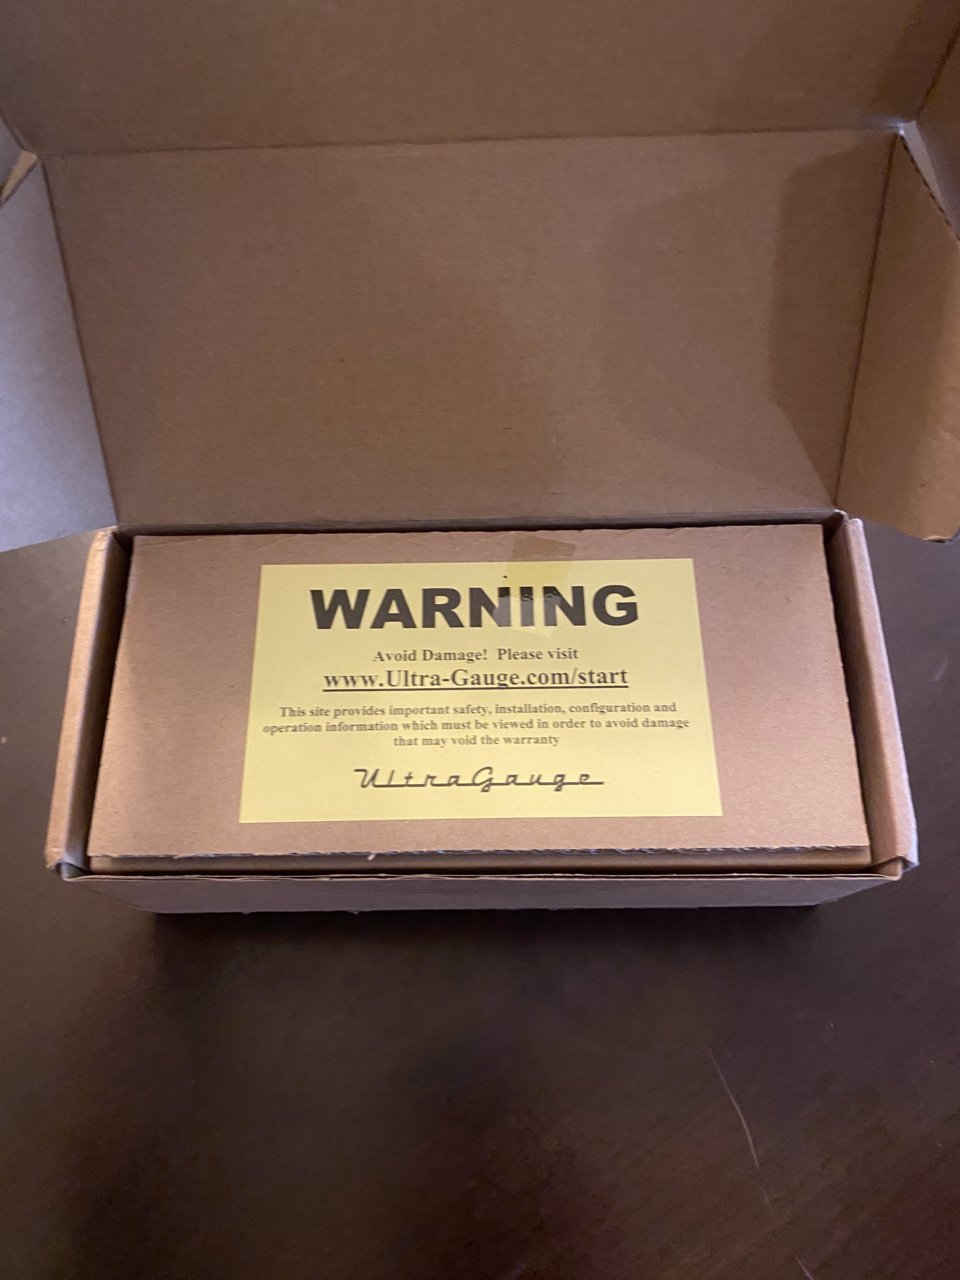 WARNING
Avoid Damage! Please visit
www.Ultra-Gauge.com/start
This site provides important safety, installation, configuration and
operation information which must be viewed in order to avoid damage
that may void the warranty
UltraGauge